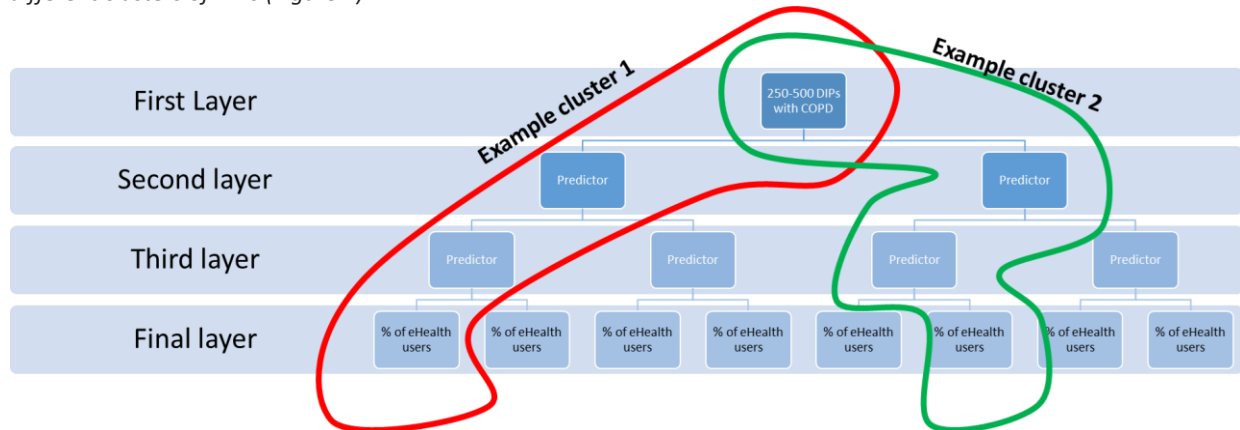 Example cluster 1
Example cluster 2
First Layer
250-500 DIPs
with COPD
Second layer
Predictor
Predictor
Third layer
Predictor
Predictor
Predictor
Predictor
Final layer
% of eHealth
users
% of eHealth
users
% of eHealth
users
% of eHealth
users
% of eHealth
users
% of eHealth
users
% of eHealth
users
% of eHealth
users